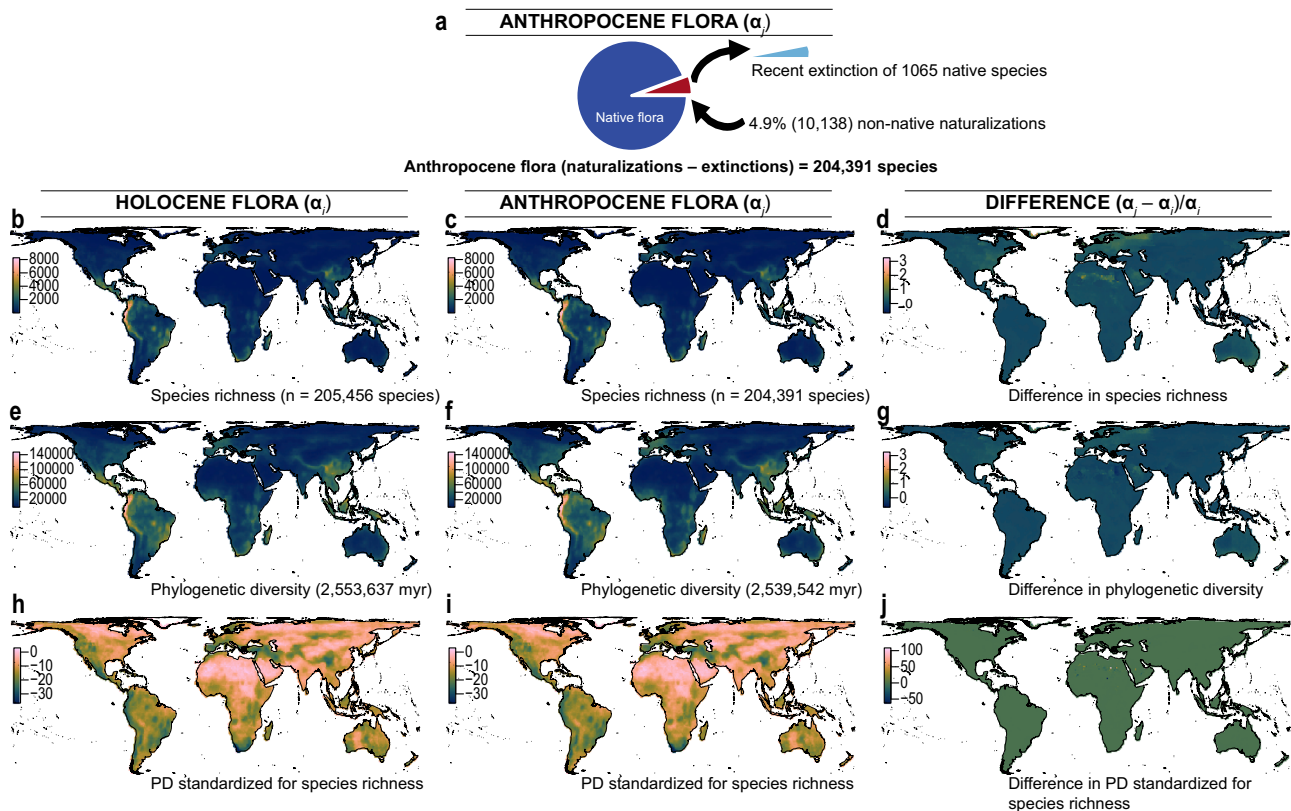 a
ANTHROPOCENE FLORA (αj)
Native flora
Recent extinction of 1065 native species
4.9% (10,138) non-native naturalizations
Anthropocene flora (naturalizations – extinctions) = 204,391 species
HOLOCENE FLORA (αi)
ANTHROPOCENE FLORA (αj)
DIFFERENCE (αj – αi)/αi
b
8000
6000
4000
2000
Species richness (n = 205,456 species)
c
8000
6000
4000
2000
Species richness (n = 204,391 species)
d
3
2
1
0
Difference in species richness
e
140000
100000
60000
20000
Phylogenetic diversity (2,553,637 myr)
f
140000
100000
60000
20000
Phylogenetic diversity (2,539,542 myr)
g
3
2
1
0
Difference in phylogenetic diversity
h
0
−10
−20
−30
PD standardized for species richness
i
0
−10
−20
−30
PD standardized for species richness
j
100
50
0
−50
Difference in PD standardized for
species richness